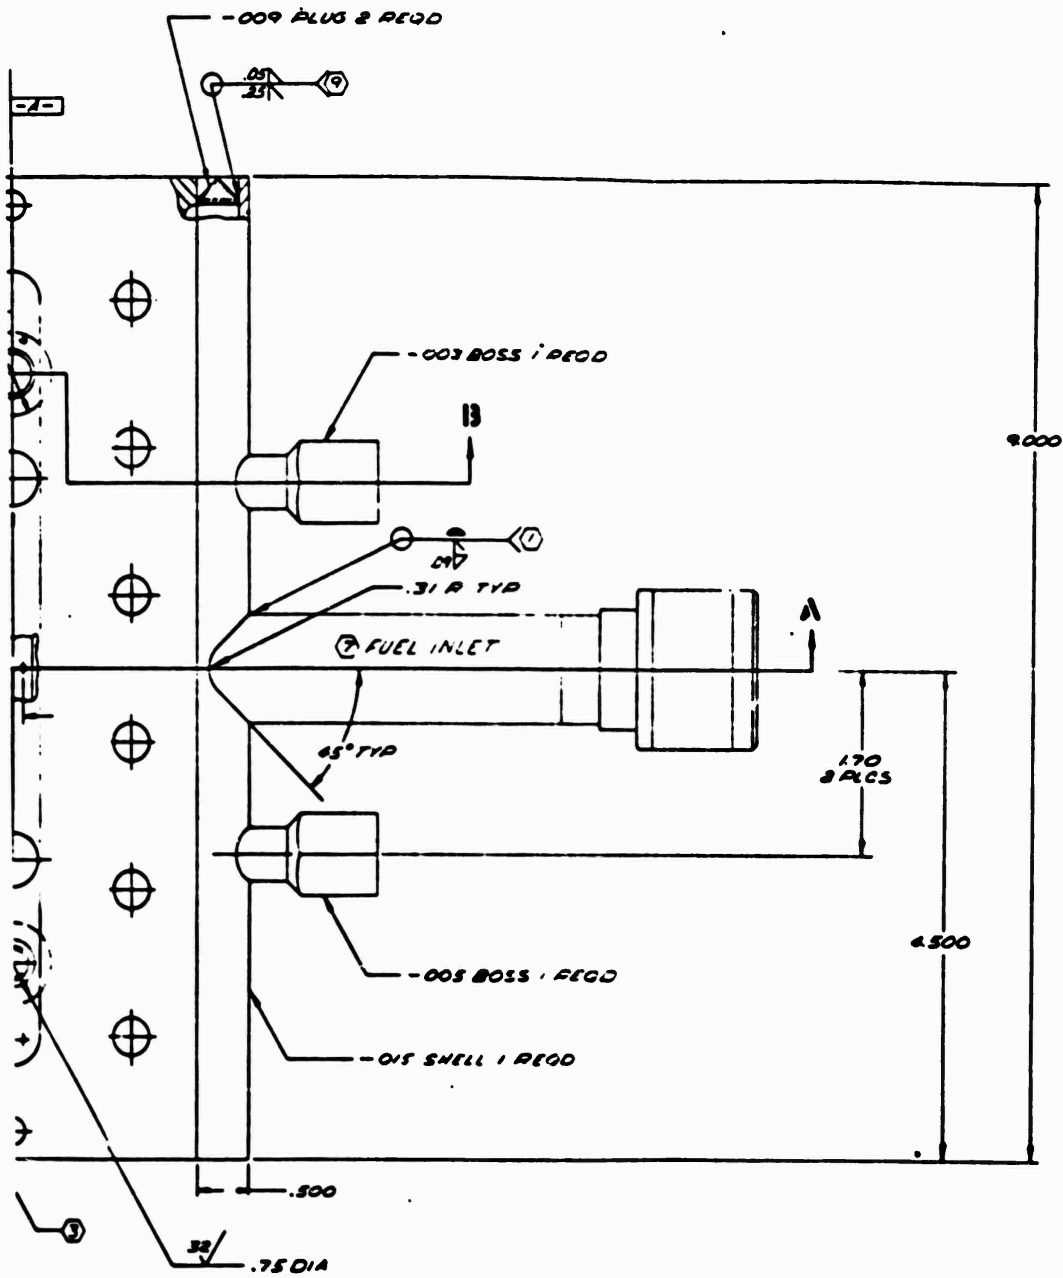 -009 PLUG 2 REQD
.05
.25
9
-A-
-003 BOSS 1 REQD
B
9.000
1
.09
.31 R TYP
A
7 FUEL INLET
45° TYP
1.70
2 PLCS
4.500
-005 BOSS 1 REQD
-015 SHELL 1 REQD
.500
3
32
.75 DIA